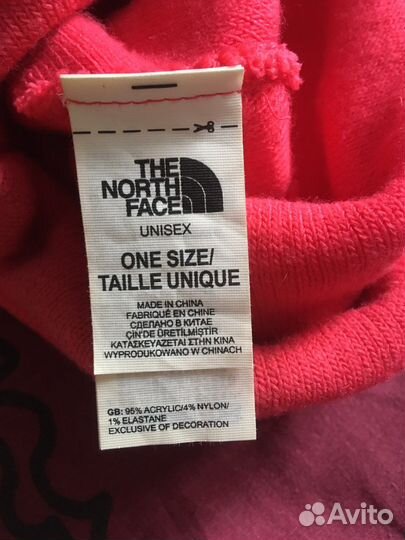 THE
NORTH
FACE
UNISEX
ONE SIZE/
TAILLE UNIQUE
MADE IN CHINA
FABRIQUÉ EN CHINE
СДЕЛАНО В КИТАЕ
ÇİN'DE ÜRETİLMİŞTİR
ΚΑΤΑΣΚΕΥΑΖΕΤΑΙ ΣΤΗΝ ΚΙΝΑ
WYPRODUKOWANO W CHINACH
GB: 95% ACRYLIC/4% NYLON/
1% ELASTANE
EXCLUSIVE OF DECORATION
Avito